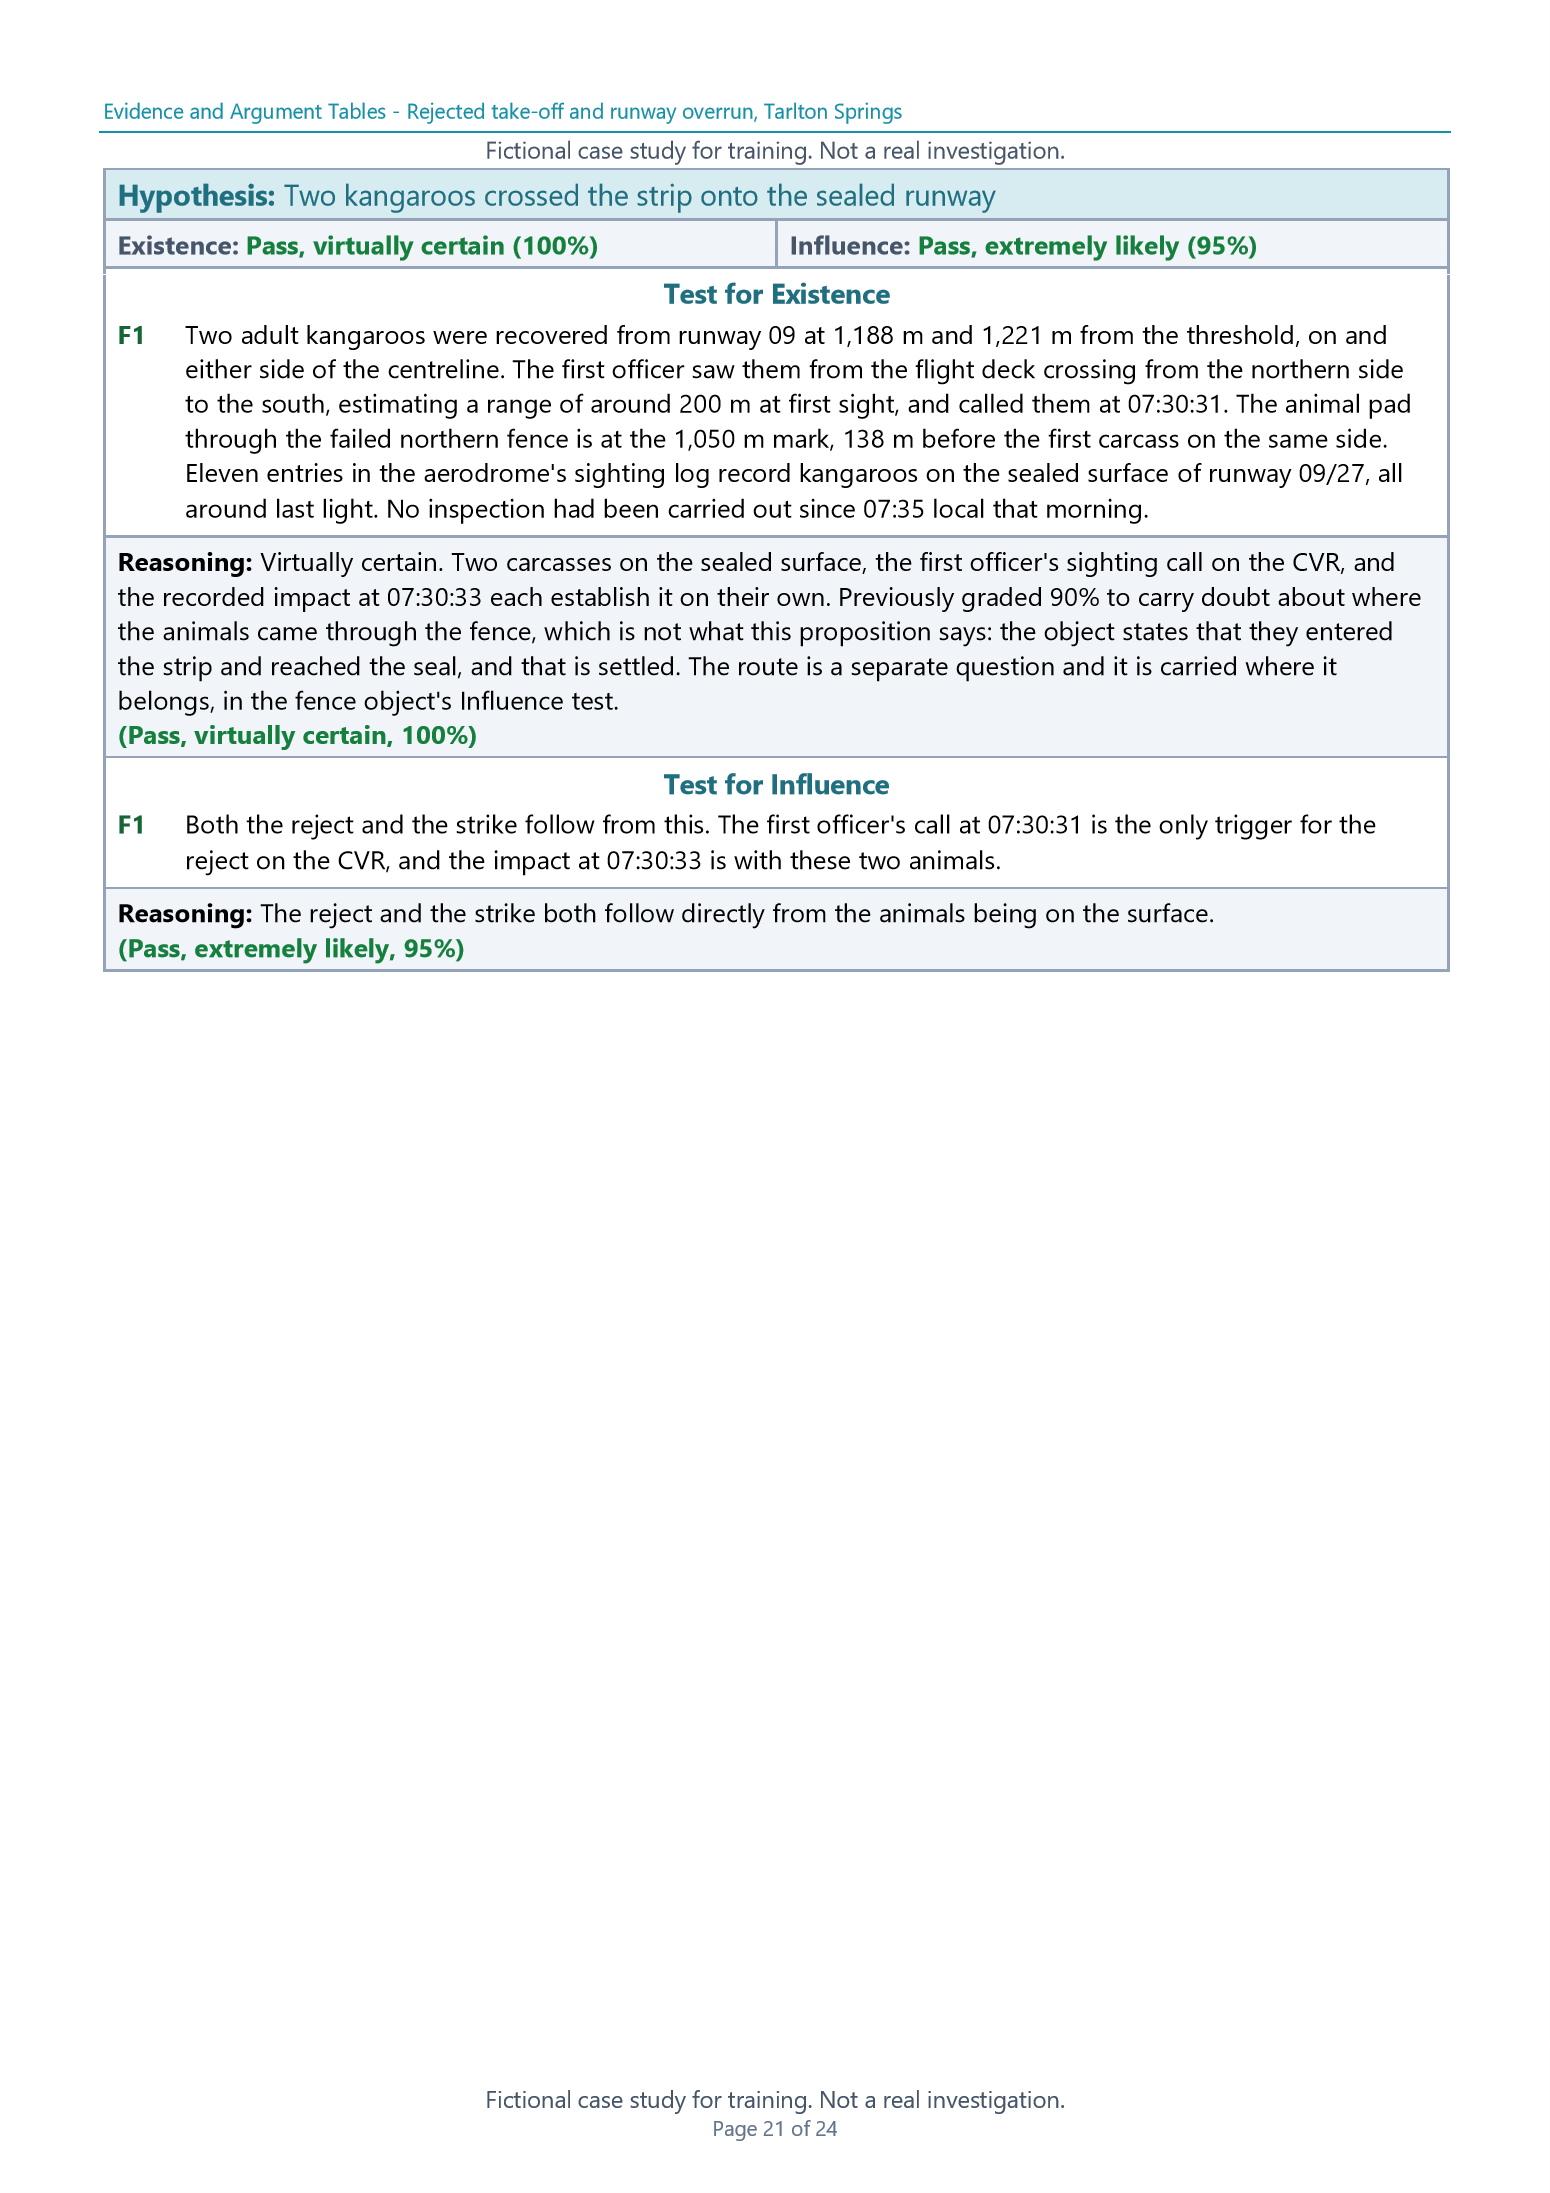 Evidence and Argument Tables - Rejected take-off and runway overrun, Tarlton Springs
Fictional case study for training. Not a real investigation.
Hypothesis: Two kangaroos crossed the strip onto the sealed runway
Existence: Pass, virtually certain (100%)
Influence: Pass, extremely likely (95%)
Test for Existence
F1 Two adult kangaroos were recovered from runway 09 at 1,188 m and 1,221 m from the threshold, on and
either side of the centreline. The first officer saw them from the flight deck crossing from the northern side
to the south, estimating a range of around 200 m at first sight, and called them at 07:30:31. The animal pad
through the failed northern fence is at the 1,050 m mark, 138 m before the first carcass on the same side.
Eleven entries in the aerodrome's sighting log record kangaroos on the sealed surface of runway 09/27, all
around last light. No inspection had been carried out since 07:35 local that morning.
Reasoning: Virtually certain. Two carcasses on the sealed surface, the first officer's sighting call on the CVR, and
the recorded impact at 07:30:33 each establish it on their own. Previously graded 90% to carry doubt about where
the animals came through the fence, which is not what this proposition says: the object states that they entered
the strip and reached the seal, and that is settled. The route is a separate question and it is carried where it
belongs, in the fence object's Influence test.
(Pass, virtually certain, 100%)
Test for Influence
F1 Both the reject and the strike follow from this. The first officer's call at 07:30:31 is the only trigger for the
reject on the CVR, and the impact at 07:30:33 is with these two animals.
Reasoning: The reject and the strike both follow directly from the animals being on the surface.
(Pass, extremely likely, 95%)
Fictional case study for training. Not a real investigation.
Page 21 of 24